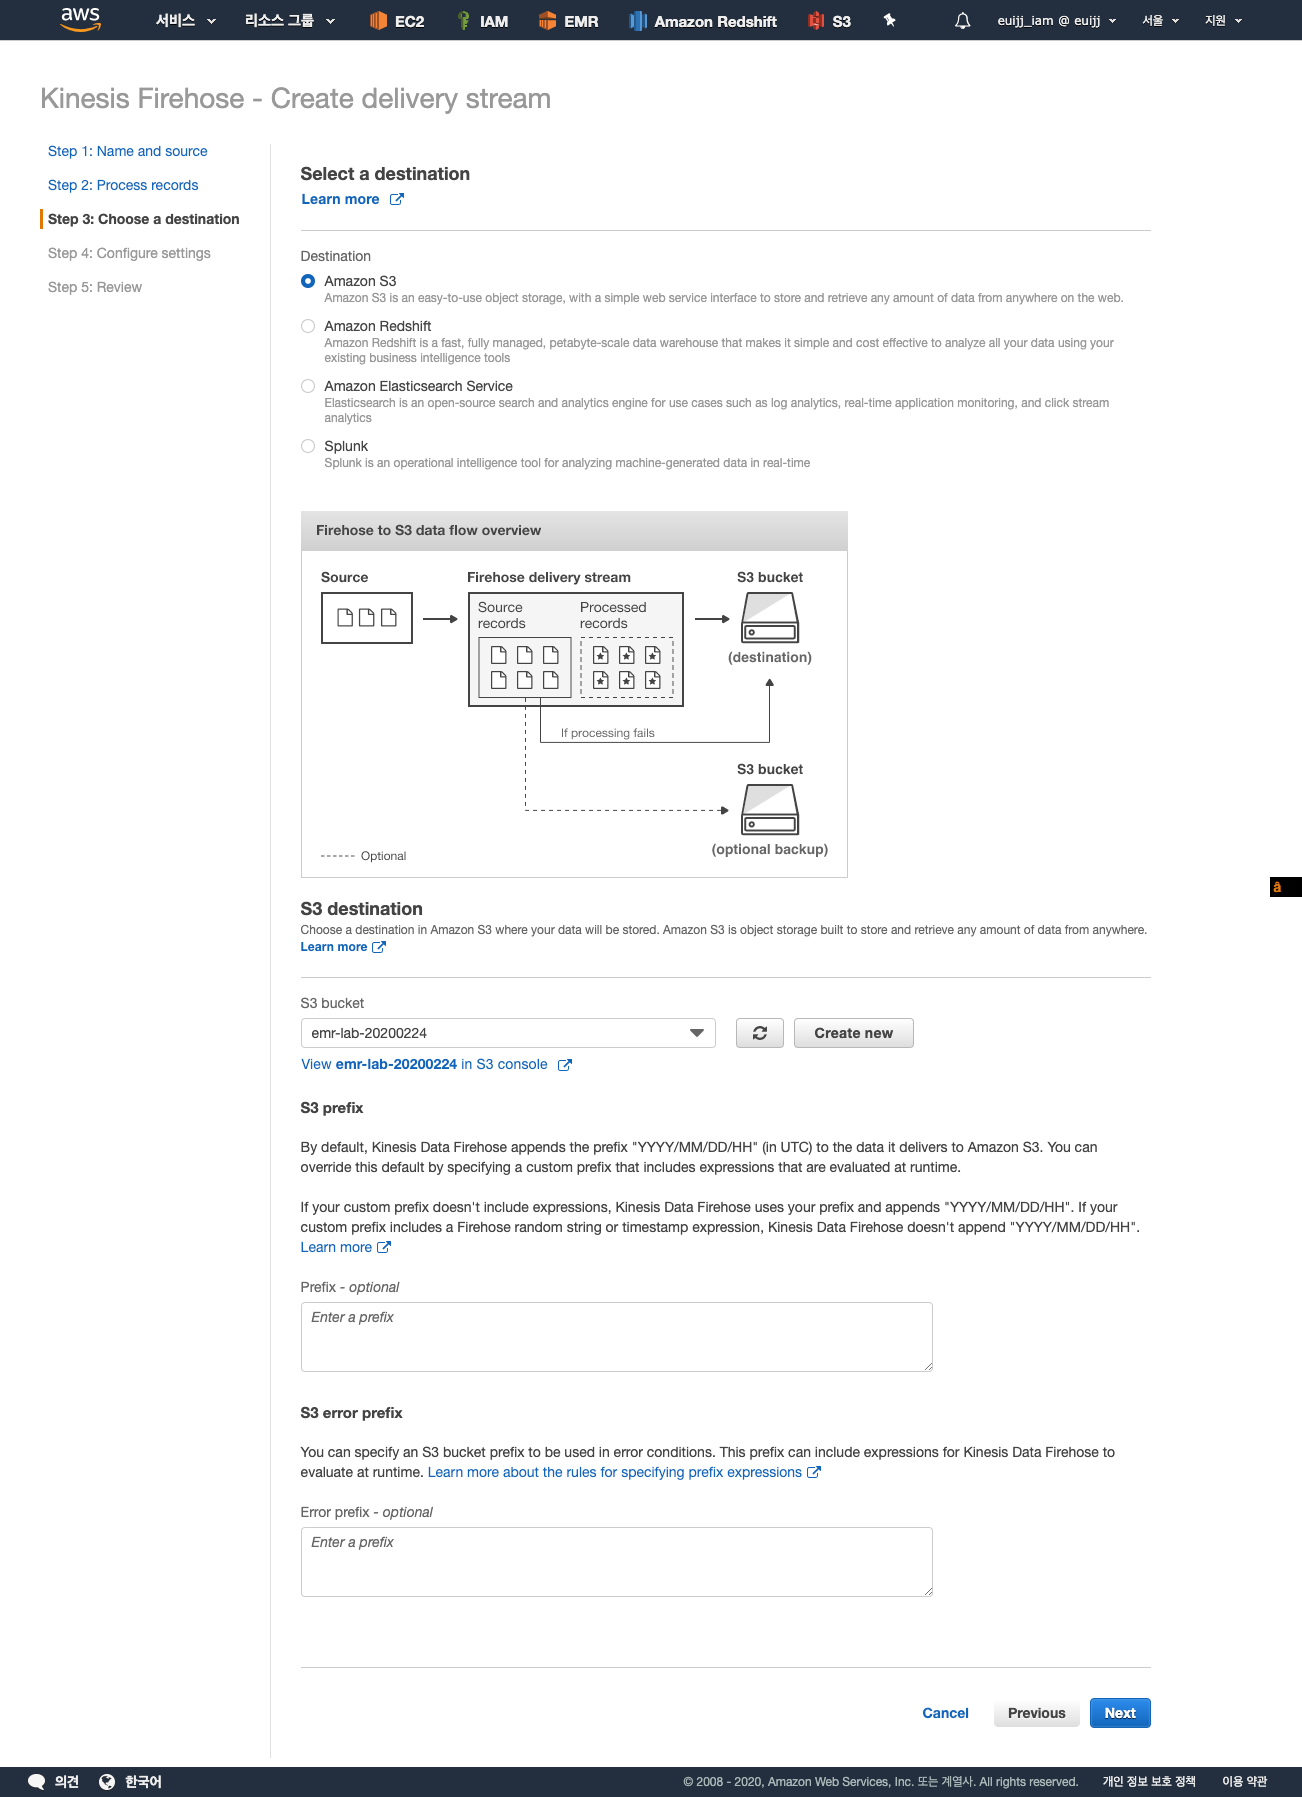 aws 서비스 리소스 그룹 EC2 IAM EMR Amazon Redshift S3 euijj_iam @ euijj 서울 지원
Kinesis Firehose - Create delivery stream
Step 1: Name and source
Step 2: Process records
Step 3: Choose a destination
Step 4: Configure settings
Step 5: Review
Select a destination
Learn more
Destination
Amazon S3
Amazon S3 is an easy-to-use object storage, with a simple web service interface to store and retrieve any amount of data from anywhere on the web.
Amazon Redshift
Amazon Redshift is a fast, fully managed, petabyte-scale data warehouse that makes it simple and cost effective to analyze all your data using your
existing business intelligence tools
Amazon Elasticsearch Service
Elasticsearch is an open-source search and analytics engine for use cases such as log analytics, real-time application monitoring, and click stream
analytics
Splunk
Splunk is an operational intelligence tool for analyzing machine-generated data in real-time
Firehose to S3 data flow overview
Source Firehose delivery stream S3 bucket
Source Processed
records records
(destination)
If processing fails
S3 bucket
(optional backup)
Optional
â
S3 destination
Choose a destination in Amazon S3 where your data will be stored. Amazon S3 is object storage built to store and retrieve any amount of data from anywhere.
Learn more
S3 bucket
emr-lab-20200224 Create new
View emr-lab-20200224 in S3 console
S3 prefix
By default, Kinesis Data Firehose appends the prefix "YYYY/MM/DD/HH" (in UTC) to the data it delivers to Amazon S3. You can
override this default by specifying a custom prefix that includes expressions that are evaluated at runtime.
If your custom prefix doesn't include expressions, Kinesis Data Firehose uses your prefix and appends "YYYY/MM/DD/HH". If your
custom prefix includes a Firehose random string or timestamp expression, Kinesis Data Firehose doesn't append "YYYY/MM/DD/HH".
Learn more
Prefix - optional
Enter a prefix
S3 error prefix
You can specify an S3 bucket prefix to be used in error conditions. This prefix can include expressions for Kinesis Data Firehose to
evaluate at runtime. Learn more about the rules for specifying prefix expressions
Error prefix - optional
Enter a prefix
Cancel Previous Next
의견 한국어 © 2008 - 2020, Amazon Web Services, Inc. 또는 계열사. All rights reserved. 개인 정보 보호 정책 이용 약관